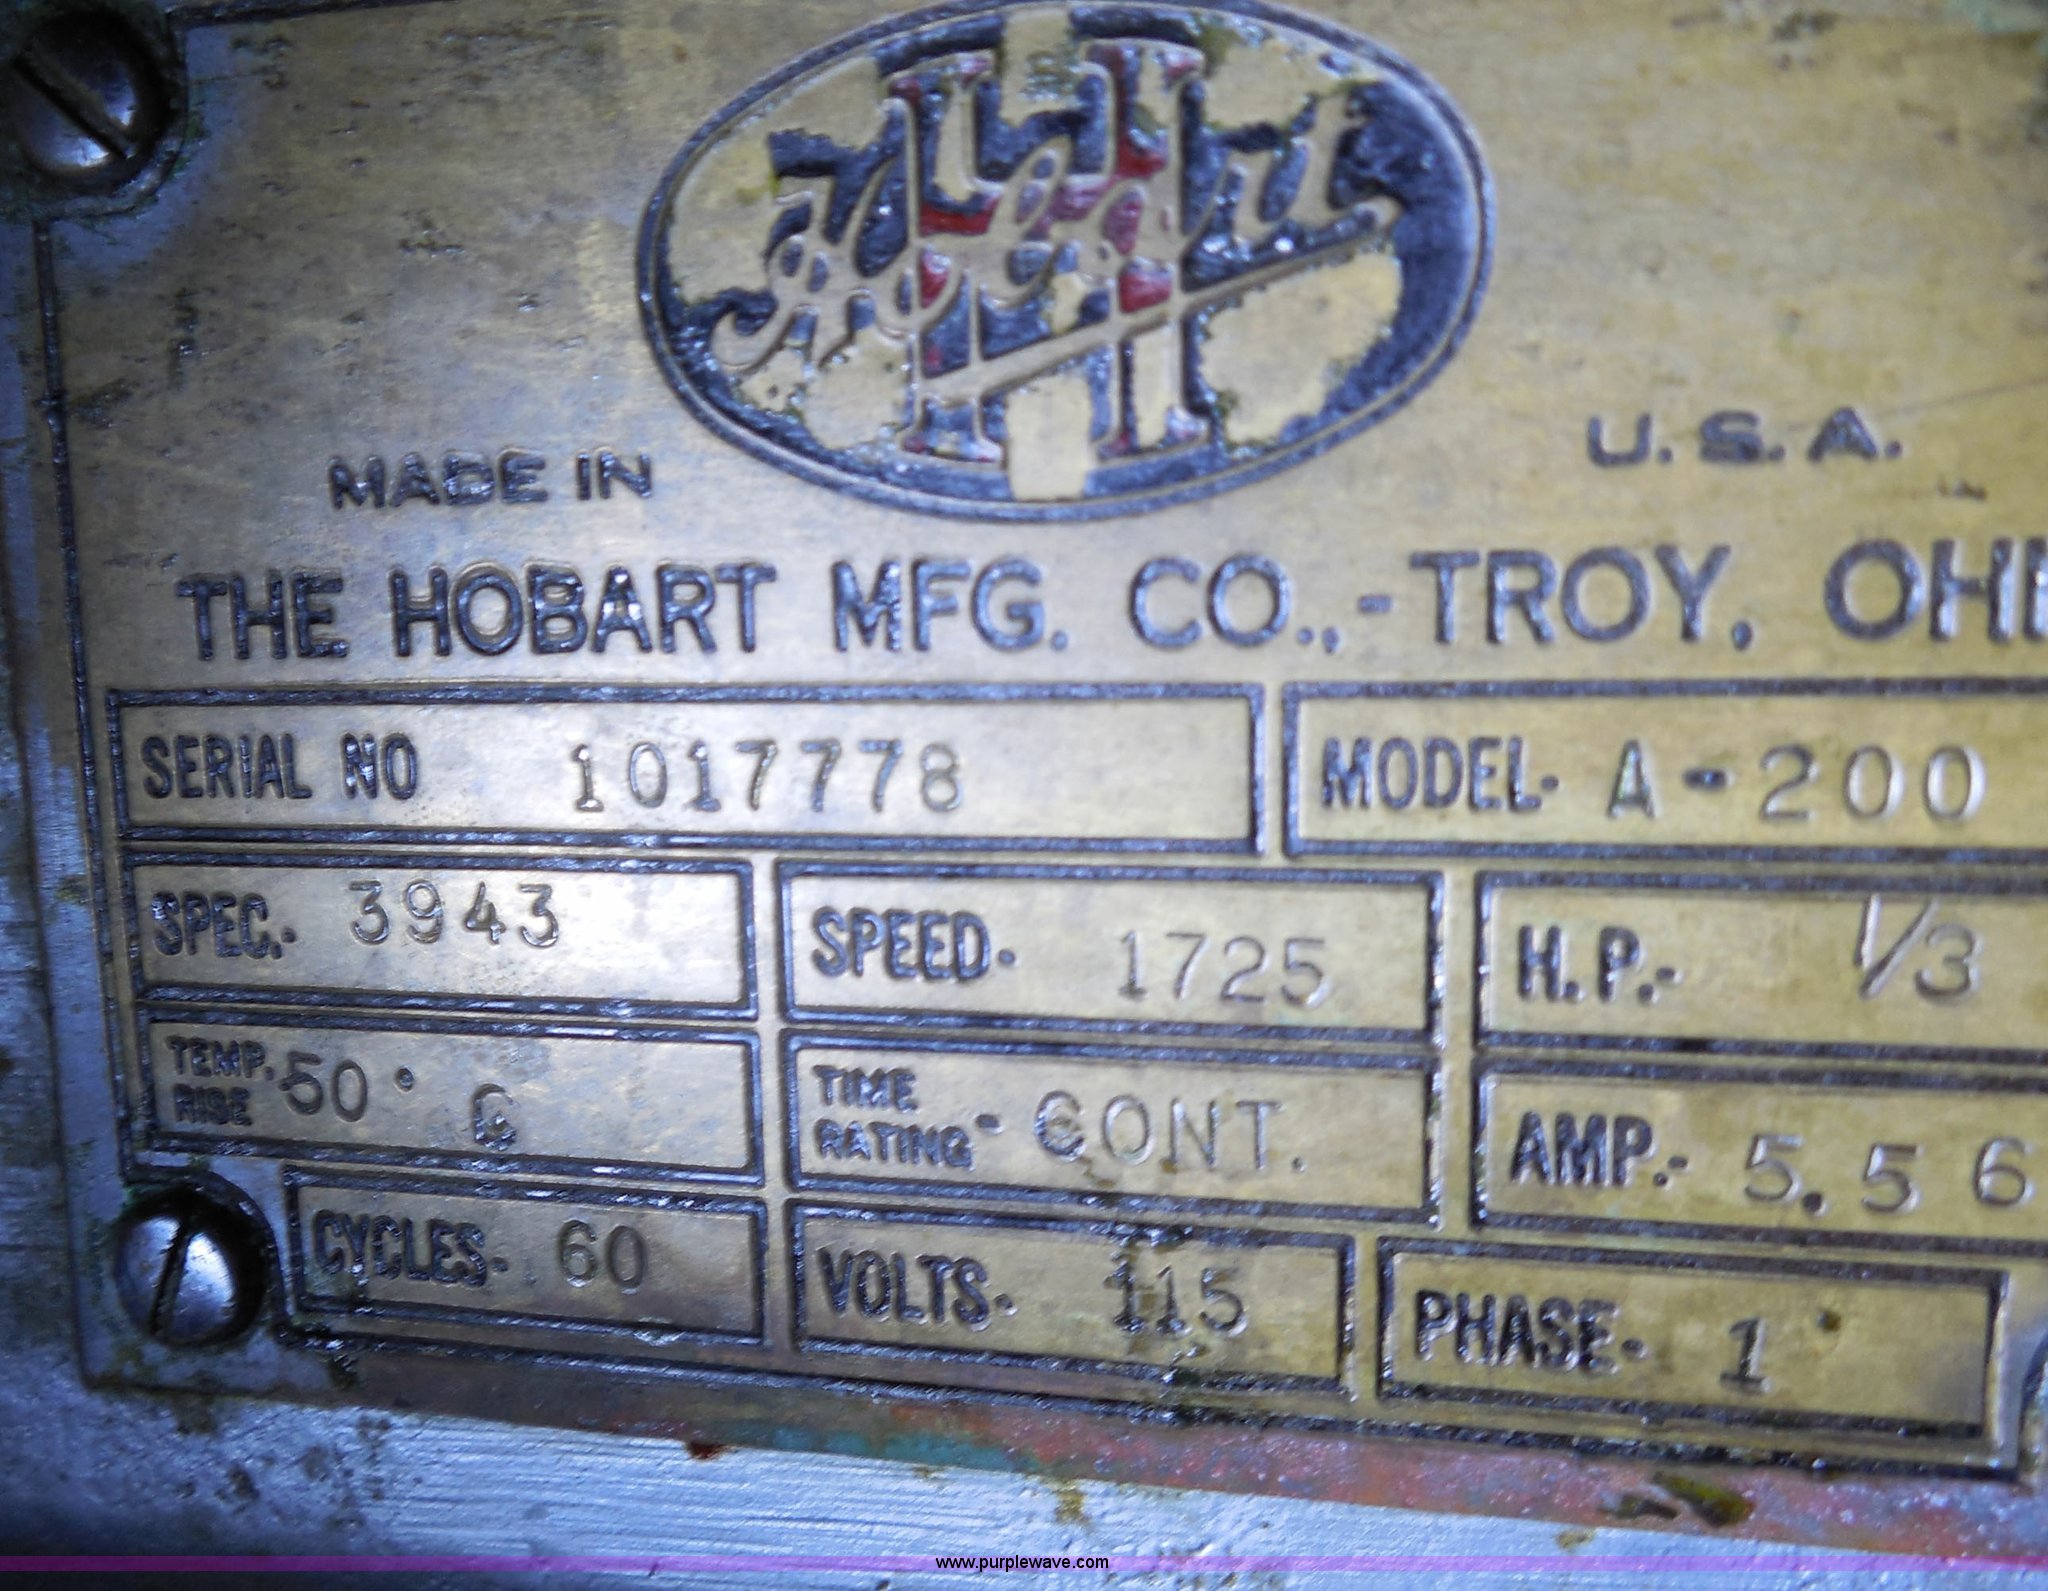 Hobart
MADE IN U.S.A.
THE HOBART MFG. CO.,-TROY, OHI
SERIAL NO 1017778 MODEL- A-200
SPEC.- 3943 SPEED- 1725 H.P.- 1/3
TEMP. RISE 50° C TIME RATING - CONT. AMP.- 5.56
CYCLES- 60 VOLTS- 115 PHASE- 1
www.purplewave.com